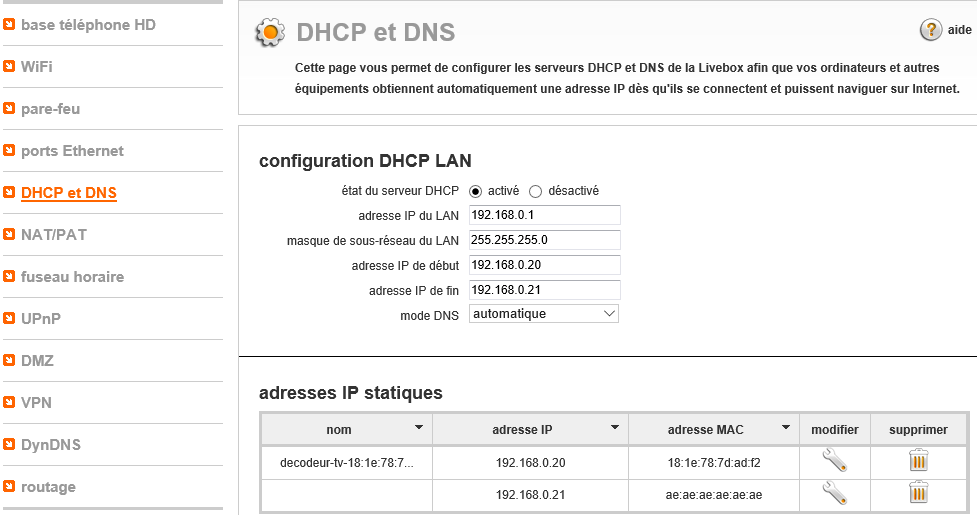 base téléphone HD
WiFi
pare-feu
ports Ethernet
DHCP et DNS
NAT/PAT
fuseau horaire
UPnP
DMZ
VPN
DynDNS
routage
DHCP et DNS
? aide
Cette page vous permet de configurer les serveurs DHCP et DNS de la Livebox afin que vos ordinateurs et autres
équipements obtiennent automatiquement une adresse IP dès qu'ils se connectent et puissent naviguer sur Internet.
configuration DHCP LAN
état du serveur DHCP activé désactivé
adresse IP du LAN 192.168.0.1
masque de sous-réseau du LAN 255.255.255.0
adresse IP de début 192.168.0.20
adresse IP de fin 192.168.0.21
mode DNS automatique
adresses IP statiques
nom adresse IP adresse MAC modifier supprimer
decodeur-tv-18:1e:78:7... 192.168.0.20 18:1e:78:7d:ad:f2
192.168.0.21 ae:ae:ae:ae:ae:ae